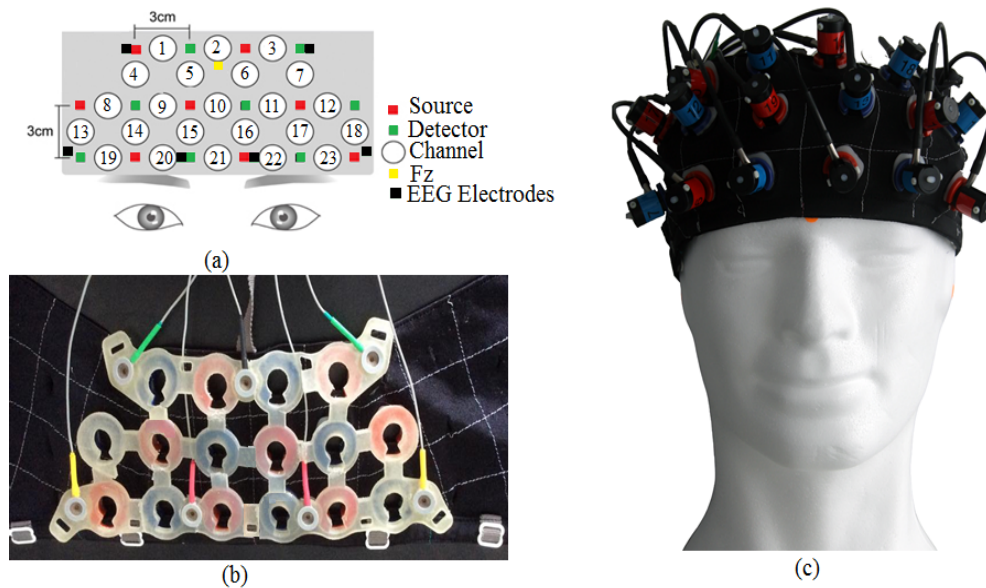 3cm
1 2 3
4 5 6 7
8 9 10 11 12
3cm
13 14 15 16 17 18
19 20 21 22 23
Source
Detector
Channel
Fz
EEG Electrodes
(a)
(b)
(c)